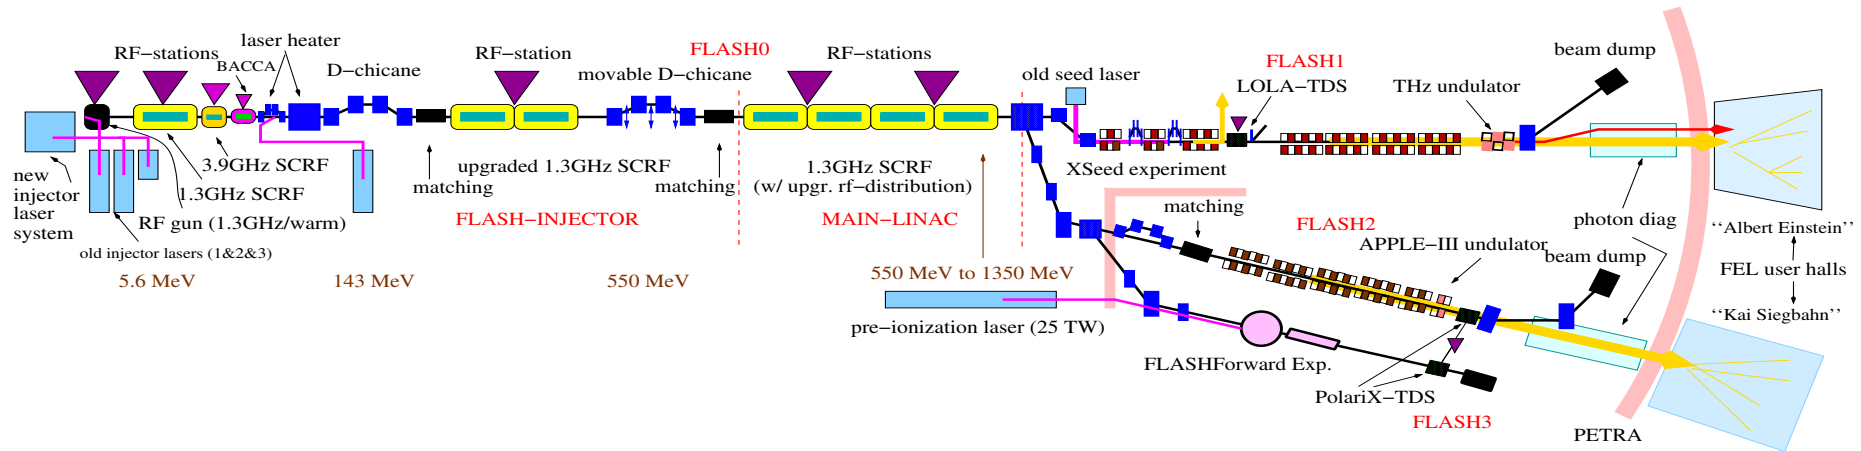 RF−stations
laser heater
BACCA
D−chicane
RF−station
FLASH0
movable D−chicane
RF−stations
old seed laser
FLASH1
LOLA−TDS
THz undulator
beam dump
new
injector
laser
system
3.9GHz SCRF
1.3GHz SCRF
RF gun (1.3GHz/warm)
old injector lasers (1&2&3)
matching
upgraded 1.3GHz SCRF
matching
FLASH−INJECTOR
1.3GHz SCRF
(w/ upgr. rf−distribution)
MAIN−LINAC
XSeed experiment
matching
FLASH2
APPLE−III undulator
beam dump
photon diag
‘‘Albert Einstein’’
FEL user halls
‘‘Kai Siegbahn’’
5.6 MeV
143 MeV
550 MeV
550 MeV to 1350 MeV
pre−ionization laser (25 TW)
FLASHForward Exp.
PolariX−TDS
FLASH3
PETRA